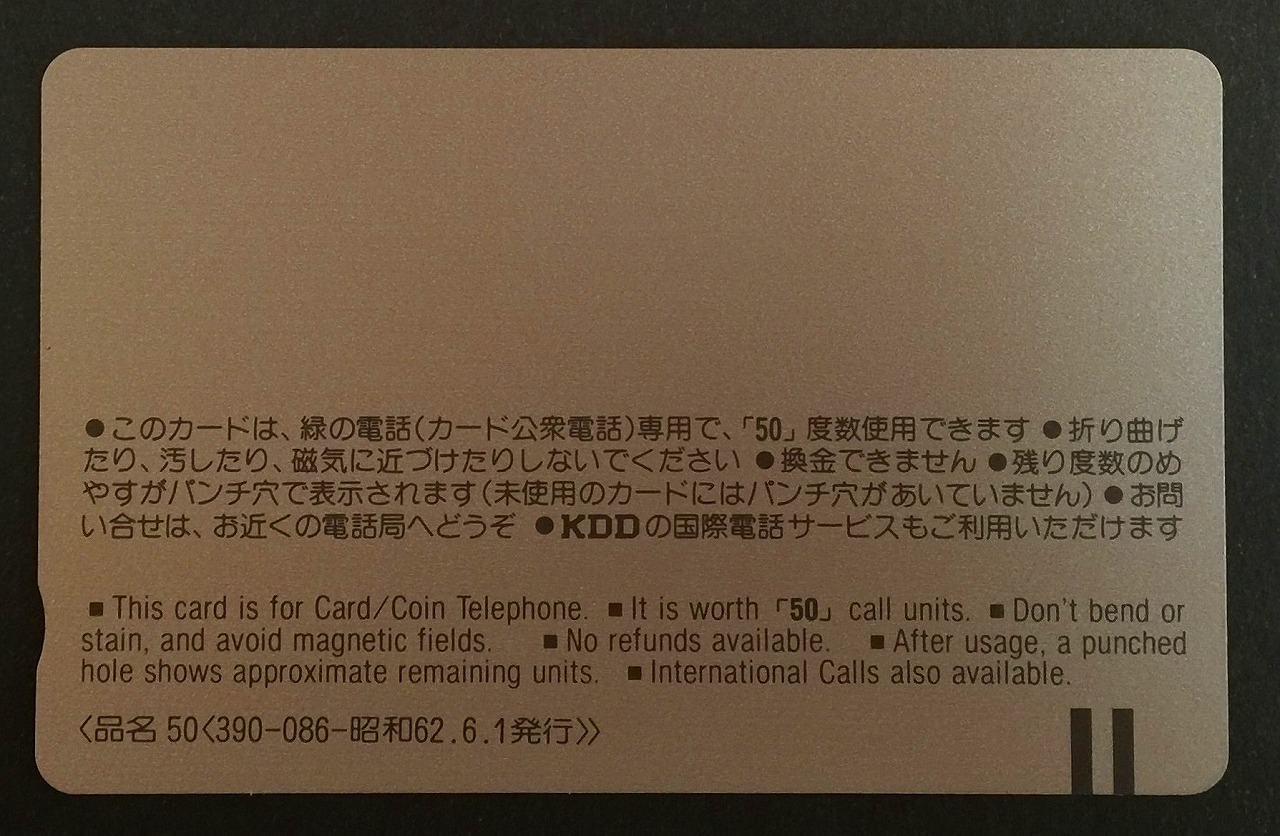 ●このカードは、緑の電話(カード公衆電話)専用で、「50」度数使用できます ●折り曲げ
たり、汚したり、磁気に近づけたりしないでください ●換金できません ●残り度数のめ
やすがパンチ穴で表示されます(未使用のカードにはパンチ穴があいていません) ●お問
い合せは、お近くの電話局へどうぞ ●KDDの国際電話サービスもご利用いただけます
■This card is for Card/Coin Telephone. ■It is worth 「50」 call units. ■Don't bend or
stain, and avoid magnetic fields. ■No refunds available. ■After usage, a punched
hole shows approximate remaining units. ■International Calls also available.
〈品名 50〈390-086-昭和62.6.1発行〉〉